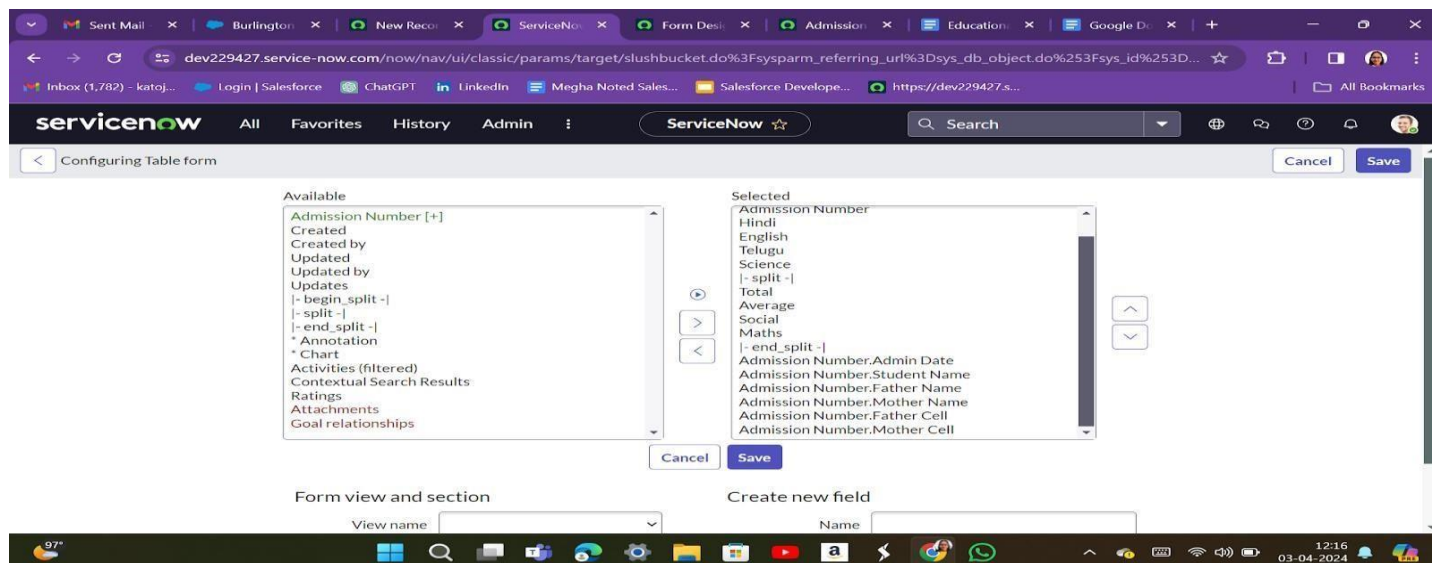 Sent Mail
Burlington
New Reco
ServiceNo
Form Desi
Admission
Education
Google Do
dev229427.service-now.com/now/nav/ui/classic/params/target/slushbucket.do%3Fsysparm_referring_url%3Dsys_db_object.do%253Fsys_id%253D...
Inbox (1,782) - katoj...
Login | Salesforce
ChatGPT
LinkedIn
Megha Noted Sales...
Salesforce Develope...
https://dev229427.s...
All Bookmarks
servicenow
All
Favorites
History
Admin
ServiceNow
Search
Configuring Table form
Cancel
Save
Available
Admission Number [+]
Created
Created by
Updated
Updated by
Updates
|- begin_split -|
|- split -|
|- end_split -|
* Annotation
* Chart
Activities (filtered)
Contextual Search Results
Ratings
Attachments
Goal relationships
Selected
Admission Number
Hindi
English
Telugu
Science
|- split -|
Total
Average
Social
Maths
|- end_split -|
Admission Number.Admin Date
Admission Number.Student Name
Admission Number.Father Name
Admission Number.Mother Name
Admission Number.Father Cell
Admission Number.Mother Cell
Cancel
Save
Form view and section
View name
Create new field
Name
97°
12:16
03-04-2024